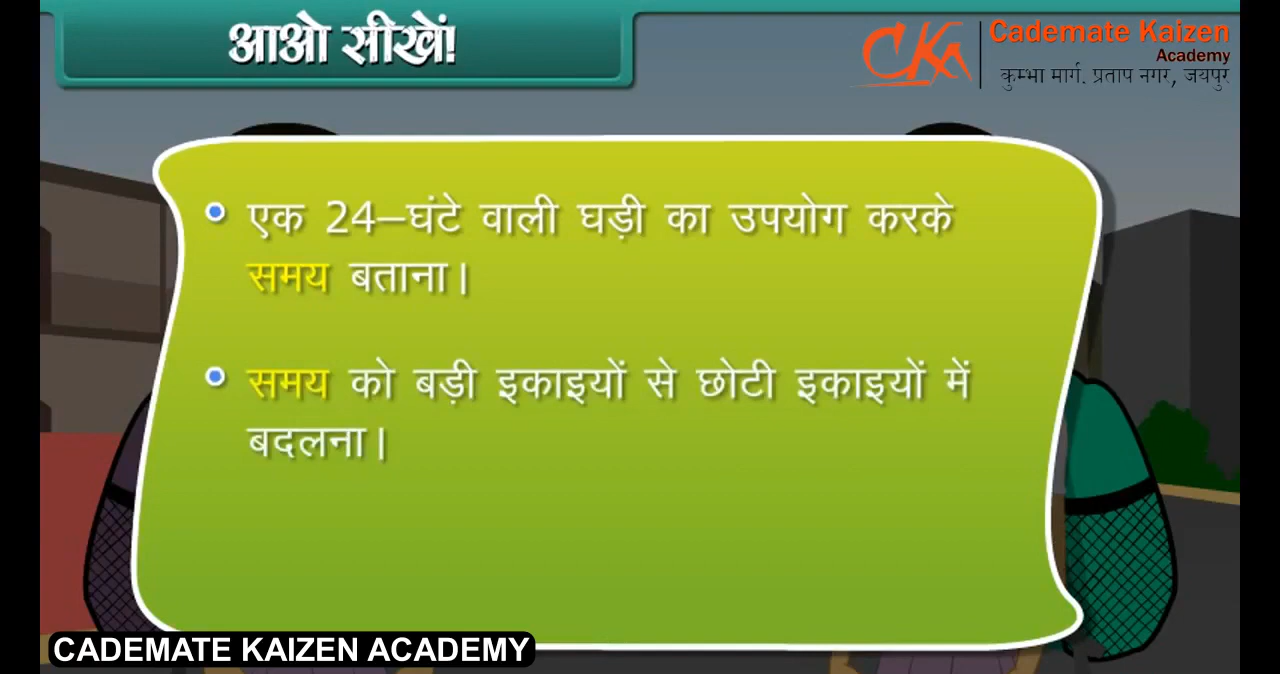 आओ सीखें!
Cademate Kaizen
Academy
कुम्भा मार्ग. प्रताप नगर, जयपुर
एक 24–घंटे वाली घड़ी का उपयोग करके
समय बताना।
समय को बड़ी इकाइयों से छोटी इकाइयों में
बदलना।
CADEMATE KAIZEN ACADEMY